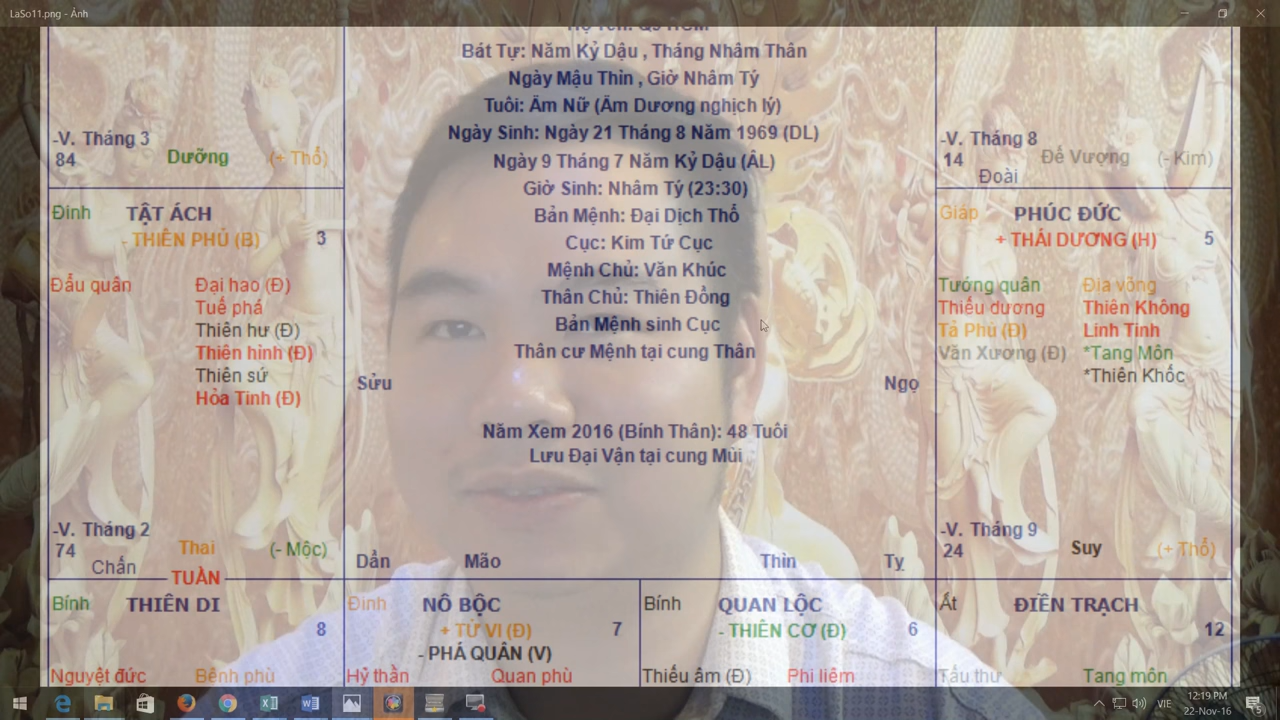 LaSo11.png - Ảnh
Bát Tự: Năm Kỷ Dậu , Tháng Nhâm Thân
Ngày Mậu Thìn , Giờ Nhâm Tý
Tuổi: Âm Nữ (Âm Dương nghịch lý)
Ngày Sinh: Ngày 21 Tháng 8 Năm 1969 (DL)
Ngày 9 Tháng 7 Năm Kỷ Dậu (ÂL)
Giờ Sinh: Nhâm Tý (23:30)
Bản Mệnh: Đại Dịch Thổ
Cục: Kim Tứ Cục
Mệnh Chủ: Văn Khúc
Thân Chủ: Thiên Đồng
Bản Mệnh sinh Cục
Thân cư Mệnh tại cung Thân
Sửu
Ngọ
Năm Xem 2016 (Bính Thân): 48 Tuổi
Lưu Đại Vận tại cung Mùi
Dần
Mão
Thìn
Tỵ
-V. Tháng 3
84
Dưỡng
(+ Thổ)
-V. Tháng 8
14
Đế Vượng
(- Kim)
Đoài
Đinh
TẬT ÁCH
- THIÊN PHỦ (B)
3
Đẩu quân
Đại hao (Đ)
Tuế phá
Thiên hư (Đ)
Thiên hình (Đ)
Thiên sứ
Hỏa Tinh (Đ)
-V. Tháng 2
74
Thai
(- Mộc)
Chấn
TUẦN
Giáp
PHÚC ĐỨC
+ THÁI DƯƠNG (H)
5
Tướng quân
Thiếu dương
Tả Phù (Đ)
Văn Xương (Đ)
Địa võng
Thiên Không
Linh Tinh
*Tang Môn
*Thiên Khốc
-V. Tháng 9
24
Suy
(+ Thổ)
Bính
THIÊN DI
8
Nguyệt đức
Bệnh phù
Đinh
NÔ BỘC
+ TỬ VI (Đ)
7
- PHÁ QUÂN (V)
Hỷ thần
Quan phù
Bính
QUAN LỘC
- THIÊN CƠ (Đ)
6
Thiếu âm (Đ)
Phi liêm
Ất
ĐIỀN TRẠCH
12
Tấu thư
Tang môn
VIE
12:19 PM
22-Nov-16
5